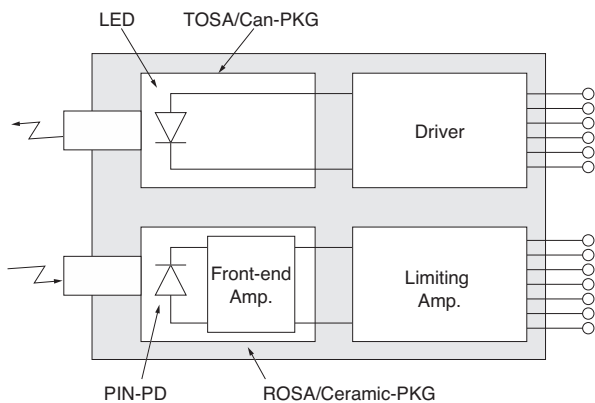 LED
TOSA/Can-PKG
Driver
Front-end
Amp.
Limiting
Amp.
PIN-PD
ROSA/Ceramic-PKG